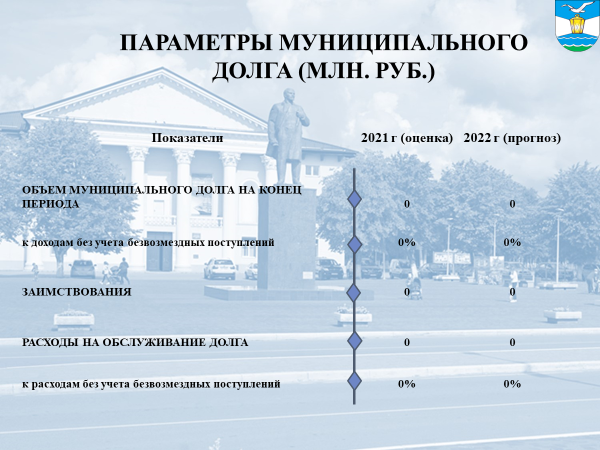 ПАРАМЕТРЫ МУНИЦИПАЛЬНОГО
ДОЛГА (МЛН. РУБ.)
Показатели 2021 г (оценка) 2022 г (прогноз)
ОБЪЕМ МУНИЦИПАЛЬНОГО ДОЛГА НА КОНЕЦ
ПЕРИОДА 0 0
к доходам без учета безвозмездных поступлений 0% 0%
ЗАИМСТВОВАНИЯ 0 0
РАСХОДЫ НА ОБСЛУЖИВАНИЕ ДОЛГА 0 0
к расходам без учета безвозмездных поступлений 0% 0%